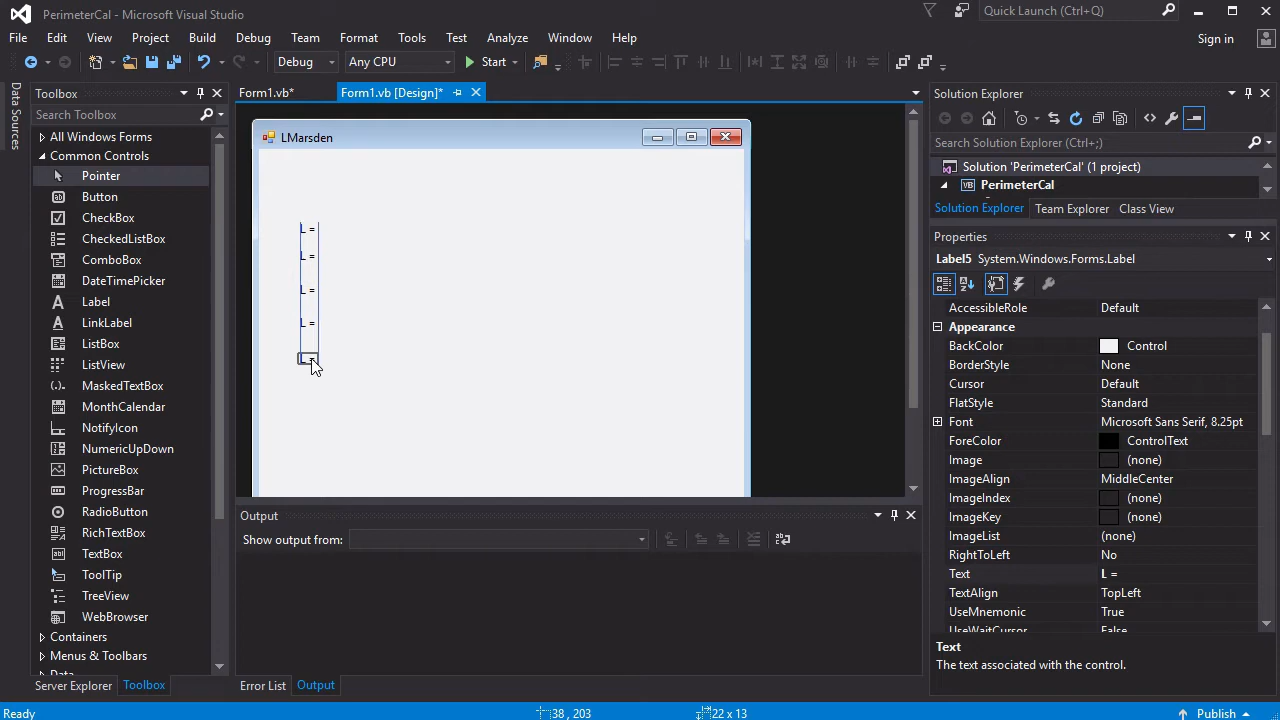 PerimeterCal - Microsoft Visual Studio
Quick Launch (Ctrl+/)
File Edit View Project Build Debug Team Format Tools Test Analyze Window Help
Sign in
Debug Any CPU Start
Data Sources
Toolbox
Search Toolbox
All Windows Forms
Common Controls
Pointer
Button
CheckBox
CheckedListBox
ComboBox
DateTimePicker
Label
LinkLabel
ListBox
ListView
MaskedTextBox
MonthCalendar
NotifyIcon
NumericUpDown
PictureBox
ProgressBar
RadioButton
RichTextBox
TextBox
ToolTip
TreeView
WebBrowser
Containers
Menus & Toolbars
Data
Server Explorer Toolbox
Form1.vb* Form1.vb [Design]*
LMarsden
L =
L =
L =
L =
L =
Output
Show output from:
Error List Output
Solution Explorer
Search Solution Explorer (Ctrl+;)
Solution 'PerimeterCal' (1 project)
VB PerimeterCal
Solution Explorer Team Explorer Class View
Properties
Label5 System.Windows.Forms.Label
AccessibleRole Default
Appearance
BackColor Control
BorderStyle None
Cursor Default
FlatStyle Standard
Font Microsoft Sans Serif, 8.25pt
ForeColor ControlText
Image (none)
ImageAlign MiddleCenter
ImageIndex (none)
ImageKey (none)
ImageList (none)
RightToLeft No
Text L =
TextAlign TopLeft
UseMnemonic True
UseWaitCursor False
Text
The text associated with the control.
Ready 38 , 203 22 x 13 Publish